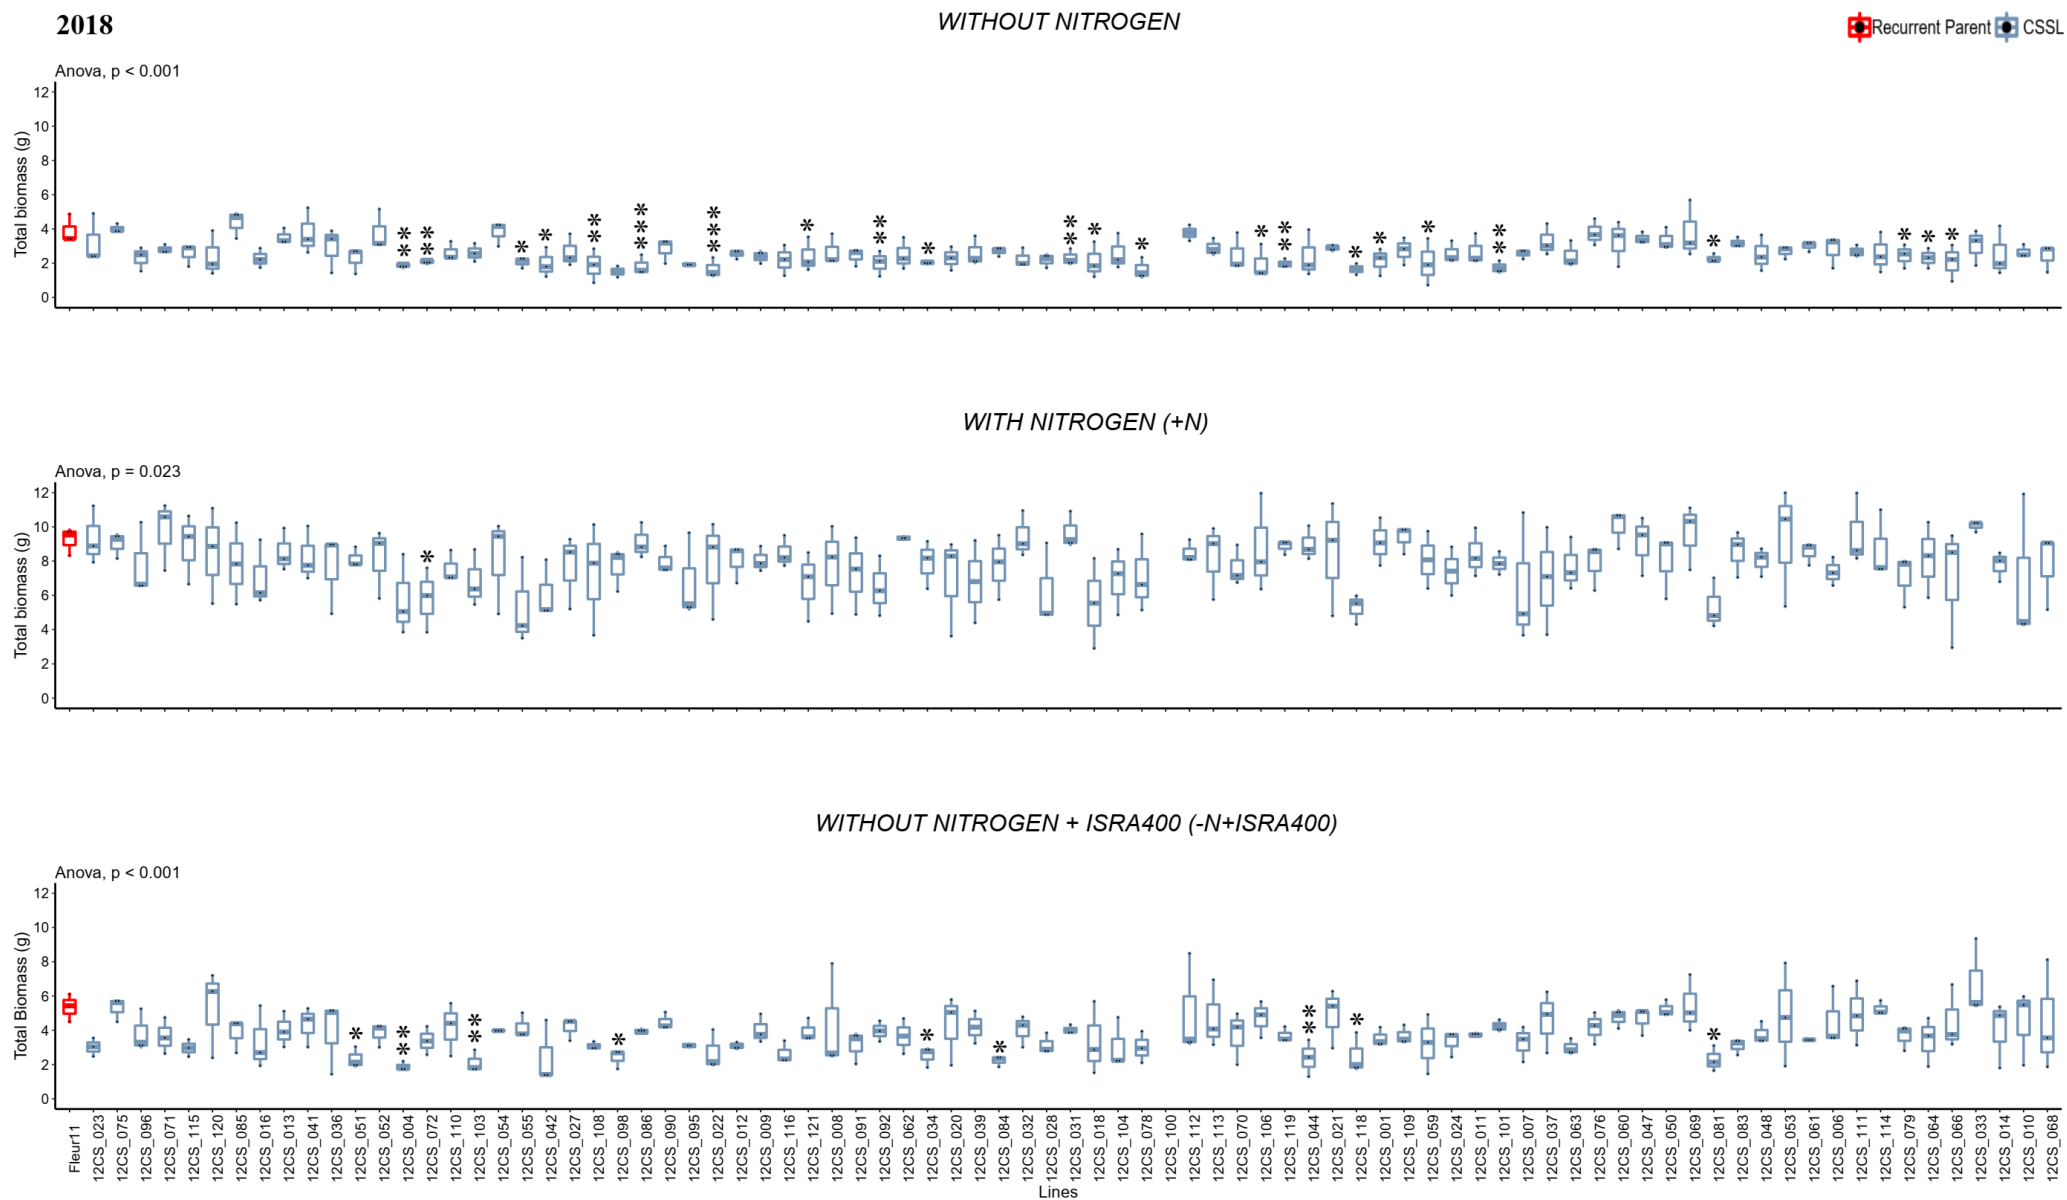 2018
WITHOUT NITROGEN
Recurrent Parent CSSL
Anova, p < 0.001
Total biomass (g)
12
10
8
6
4
2
0
** ** * * ** *** *** * ** * ** * * * ** * * * ** * * * *
WITH NITROGEN (+N)
Anova, p = 0.023
Total biomass (g)
12
10
8
6
4
2
0
*
WITHOUT NITROGEN + ISRA400 (-N+ISRA400)
Anova, p < 0.001
Total Biomass (g)
12
10
8
6
4
2
0
* ** ** * * * ** * *
Fleur11
12CS_023
12CS_075
12CS_096
12CS_071
12CS_115
12CS_120
12CS_085
12CS_016
12CS_013
12CS_041
12CS_036
12CS_051
12CS_052
12CS_004
12CS_072
12CS_110
12CS_103
12CS_054
12CS_055
12CS_042
12CS_027
12CS_108
12CS_098
12CS_086
12CS_090
12CS_095
12CS_022
12CS_012
12CS_009
12CS_116
12CS_121
12CS_008
12CS_091
12CS_092
12CS_062
12CS_034
12CS_020
12CS_039
12CS_084
12CS_032
12CS_028
12CS_031
12CS_018
12CS_104
12CS_078
12CS_100
12CS_112
12CS_113
12CS_070
12CS_106
12CS_119
12CS_044
12CS_021
12CS_118
12CS_001
12CS_109
12CS_059
12CS_024
12CS_011
12CS_101
12CS_007
12CS_037
12CS_063
12CS_076
12CS_060
12CS_047
12CS_050
12CS_069
12CS_081
12CS_083
12CS_048
12CS_053
12CS_061
12CS_006
12CS_111
12CS_114
12CS_079
12CS_064
12CS_066
12CS_033
12CS_014
12CS_010
12CS_068
Lines